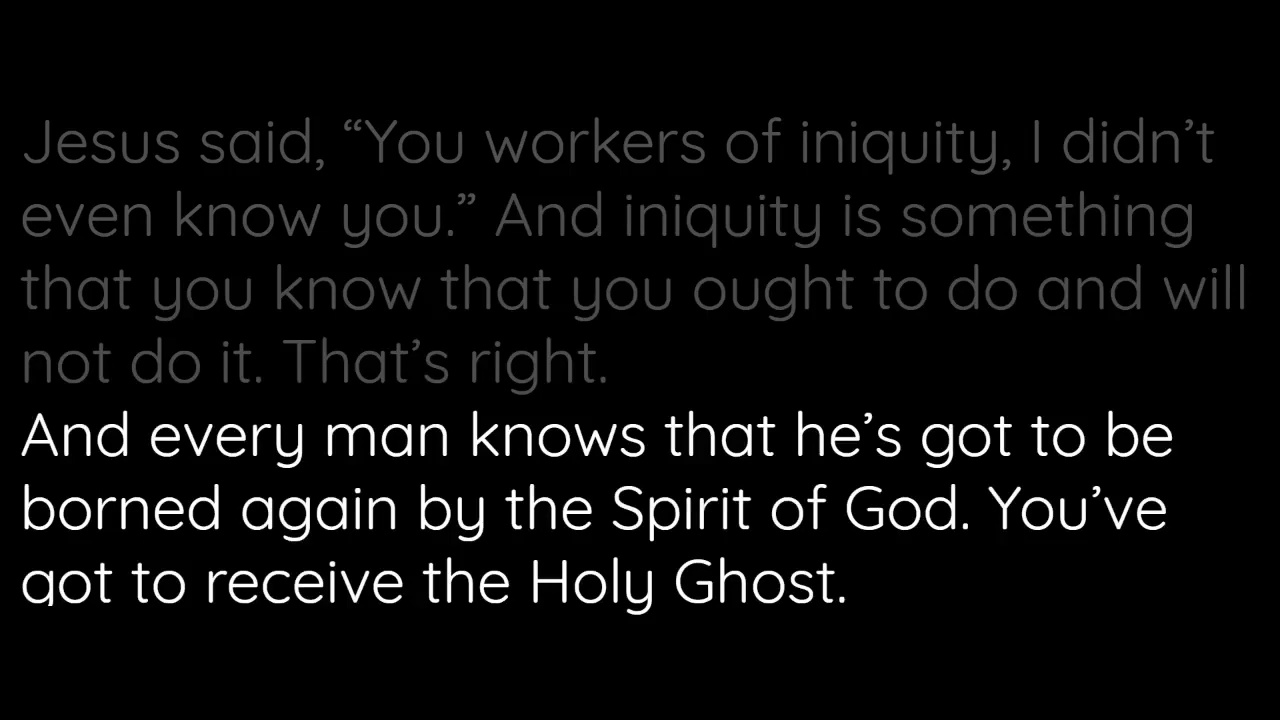 Jesus said, “You workers of iniquity, I didn’t
even know you.” And iniquity is something
that you know that you ought to do and will
not do it. That’s right.
And every man knows that he’s got to be
borned again by the Spirit of God. You’ve
got to receive the Holy Ghost.